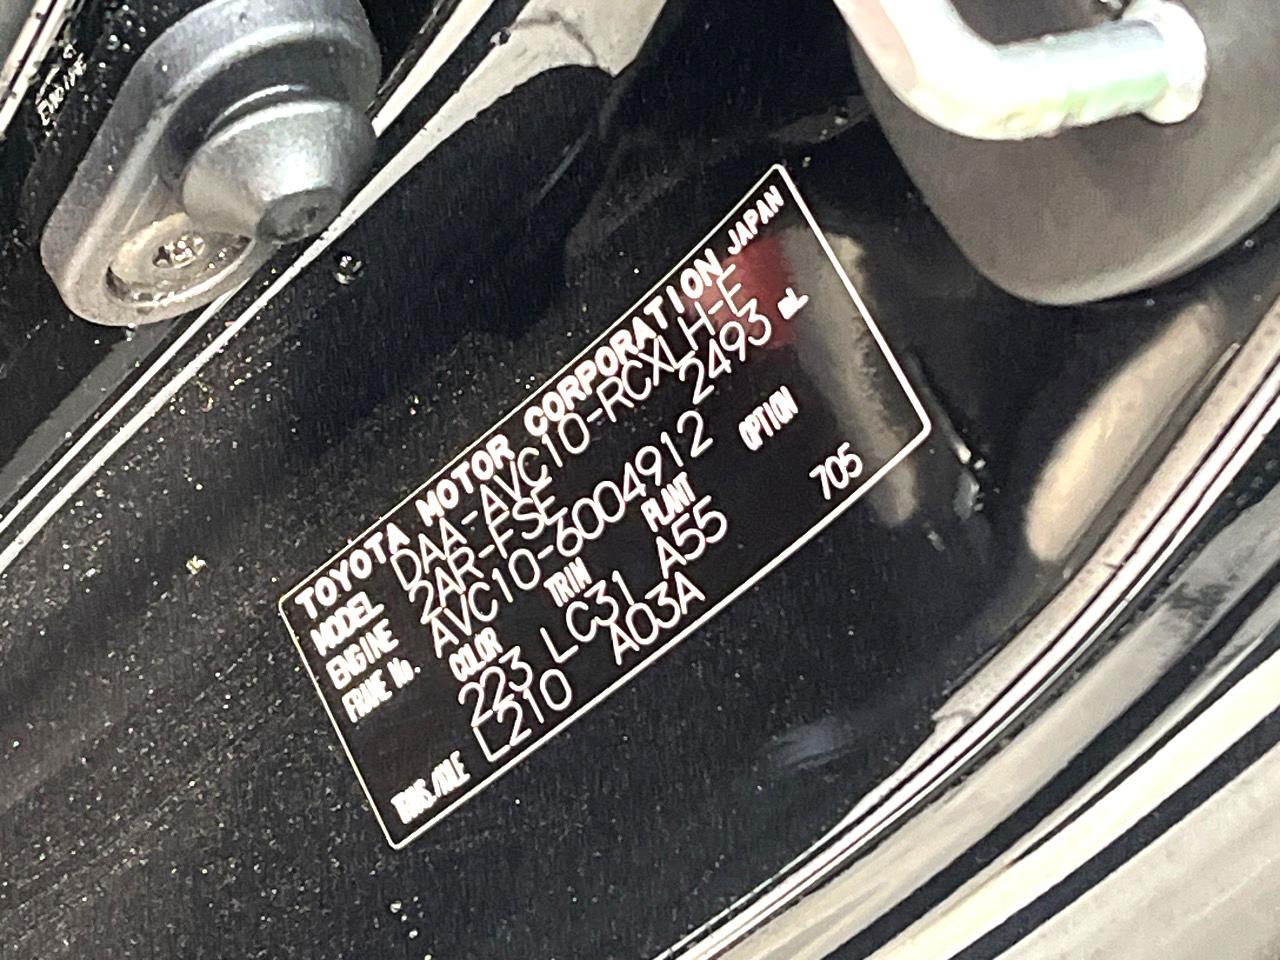 TOYOTA MOTOR CORPORATION JAPAN
MODEL DAA-AVC10-RCXLH-E
ENGINE 2AR-FSE 2493 mL
FRAME No. AVC10-6004912
COLOR TRIM PLANT OPTION
223 LC31 A55 705
TRANS./AXLE L210 A03A
ENGINE